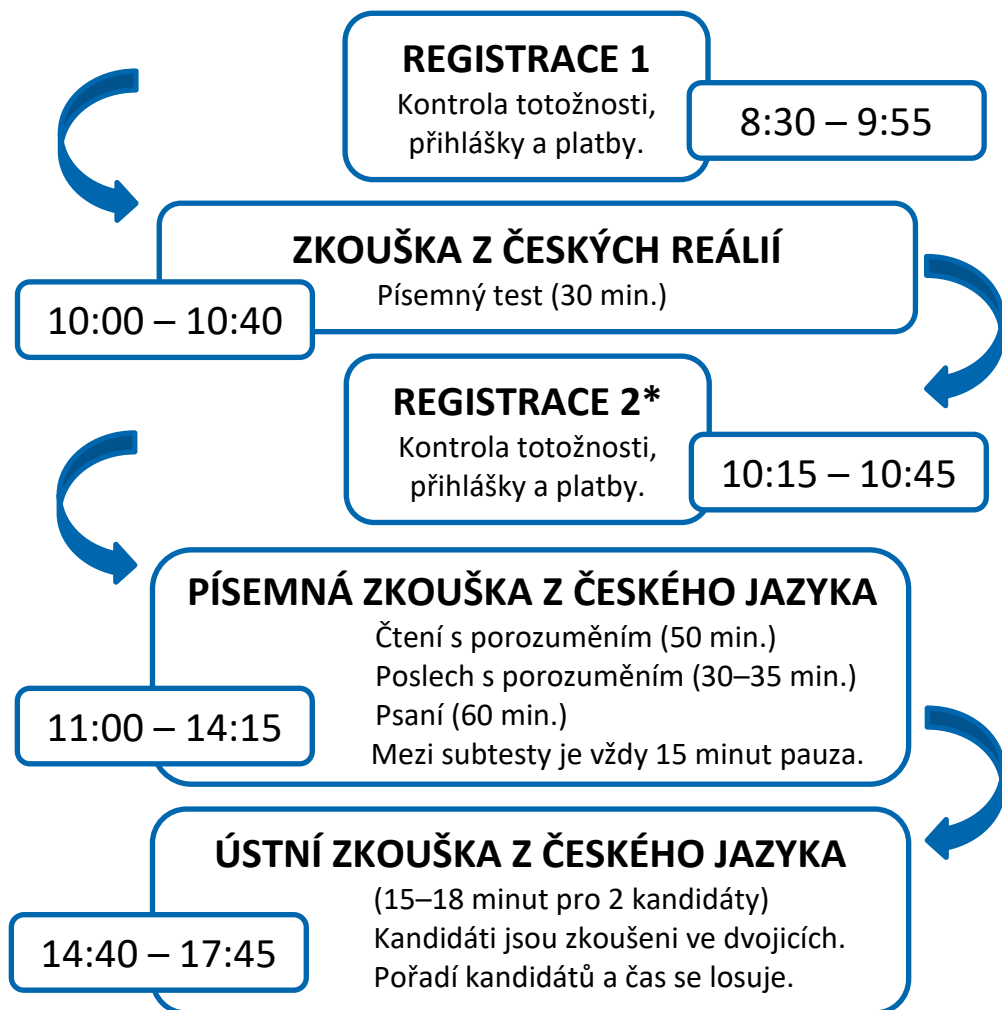 REGISTRACE 1
Kontrola totožnosti,
přihlášky a platby.
8:30 – 9:55
ZKOUŠKA Z ČESKÝCH REÁLIÍ
Písemný test (30 min.)
10:00 – 10:40
REGISTRACE 2*
Kontrola totožnosti,
přihlášky a platby.
10:15 – 10:45
PÍSEMNÁ ZKOUŠKA Z ČESKÉHO JAZYKA
Čtení s porozuměním (50 min.)
Poslech s porozuměním (30–35 min.)
Psaní (60 min.)
Mezi subtesty je vždy 15 minut pauza.
11:00 – 14:15
ÚSTNÍ ZKOUŠKA Z ČESKÉHO JAZYKA
(15–18 minut pro 2 kandidáty)
Kandidáti jsou zkoušeni ve dvojicích.
Pořadí kandidátů a čas se losuje.
14:40 – 17:45